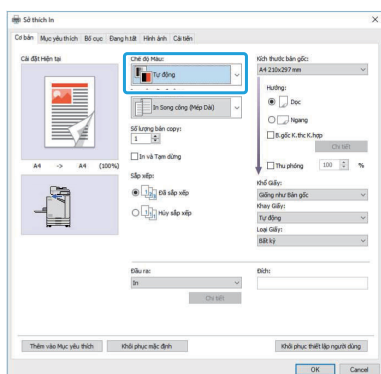 Sở thích In
Cơ bản Mục yêu thích Bố cục Đang h.tất Hình ảnh Cải tiến
Cài đặt Hiện tại
A4 -> A4 (100%)
Chế độ Màu:
Tự động
In Song công (Mép Dài)
Số lượng bản copy:
1
In và Tạm dừng
Sắp xếp:
Đã sắp xếp
Hủy sắp xếp
Đầu ra:
In
Chi tiết
Kích thước bản gốc:
A4 210x297 mm
Hướng:
Dọc
Ngang
B.gốc K.thc K.hợp
Chi tiết
Thu phóng 100 %
Khổ Giấy:
Giống như Bản gốc
Khay Giấy:
Tự động
Loại Giấy:
Bất kỳ
Đích:
Thêm vào Mục yêu thích Khôi phục mặc định Khôi phục thiết lập người dùng
OK Cancel